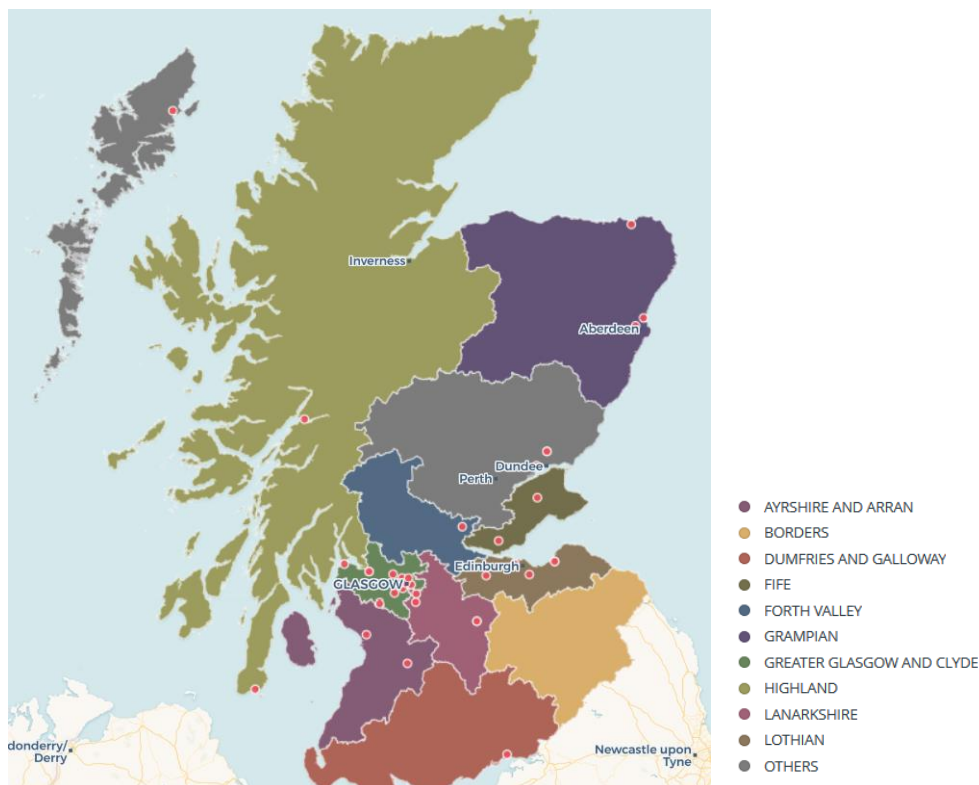 Inverness
Aberdeen
Dundee
Perth
Edinburgh
GLASGOW
donderry/
Derry
Newcastle upon
Tyne
AYRSHIRE AND ARRAN
BORDERS
DUMFRIES AND GALLOWAY
FIFE
FORTH VALLEY
GRAMPIAN
GREATER GLASGOW AND CLYDE
HIGHLAND
LANARKSHIRE
LOTHIAN
OTHERS